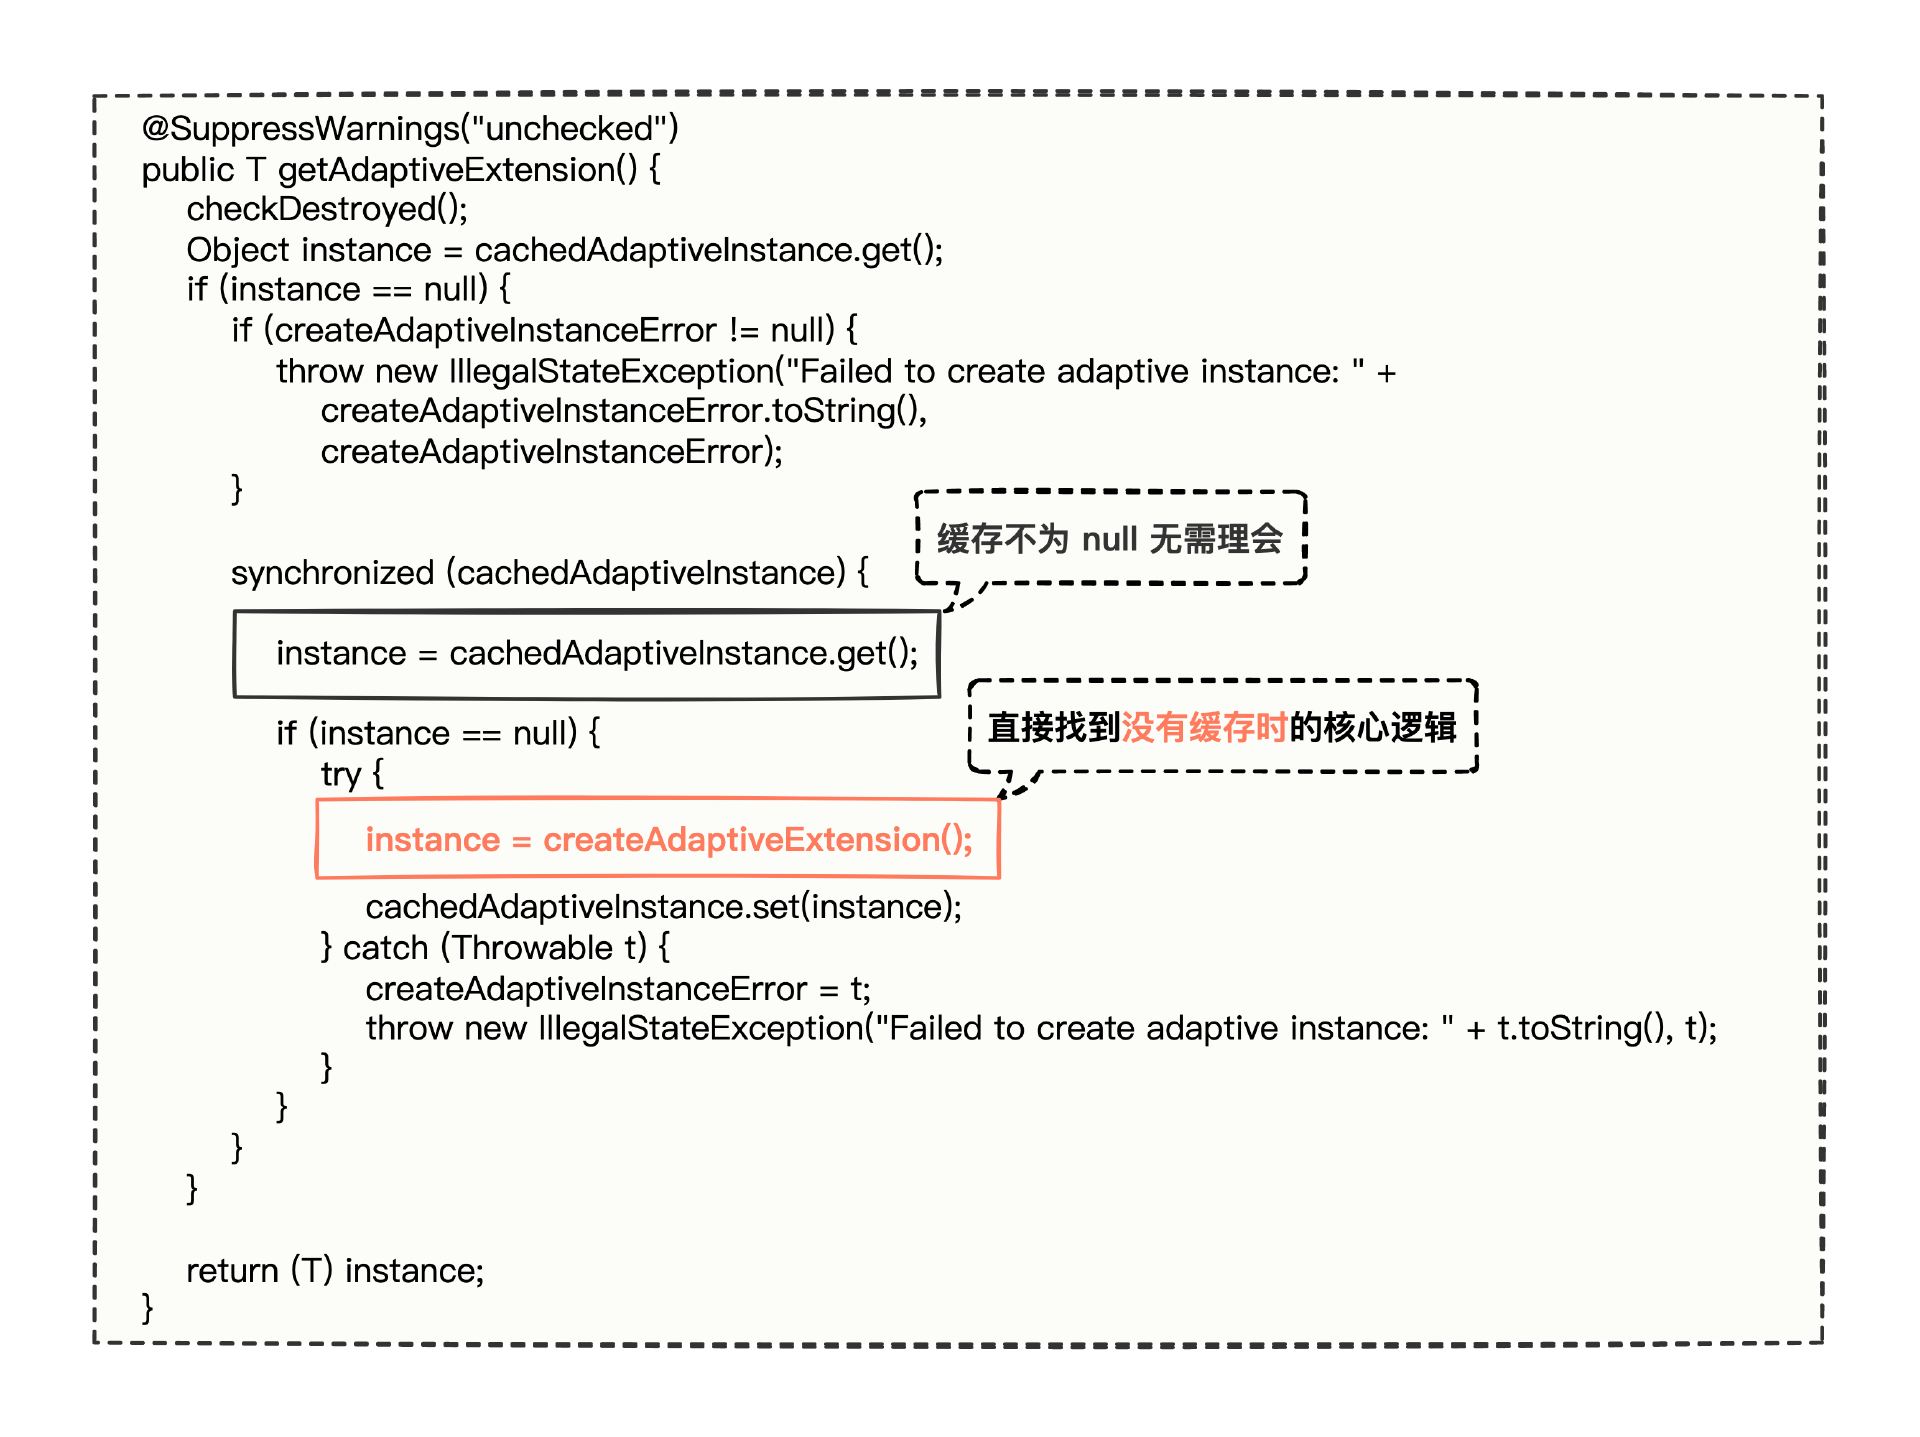 @SuppressWarnings("unchecked")
public T getAdaptiveExtension() {
checkDestroyed();
Object instance = cachedAdaptiveInstance.get();
if (instance == null) {
if (createAdaptiveInstanceError != null) {
throw new IllegalStateException("Failed to create adaptive instance: " +
createAdaptiveInstanceError.toString(),
createAdaptiveInstanceError);
}
缓存不为 null 无需理会
synchronized (cachedAdaptiveInstance) {
instance = cachedAdaptiveInstance.get();
直接找到没有缓存时的核心逻辑
if (instance == null) {
try {
instance = createAdaptiveExtension();
cachedAdaptiveInstance.set(instance);
} catch (Throwable t) {
createAdaptiveInstanceError = t;
throw new IllegalStateException("Failed to create adaptive instance: " + t.toString(), t);
}
}
}
}
return (T) instance;
}